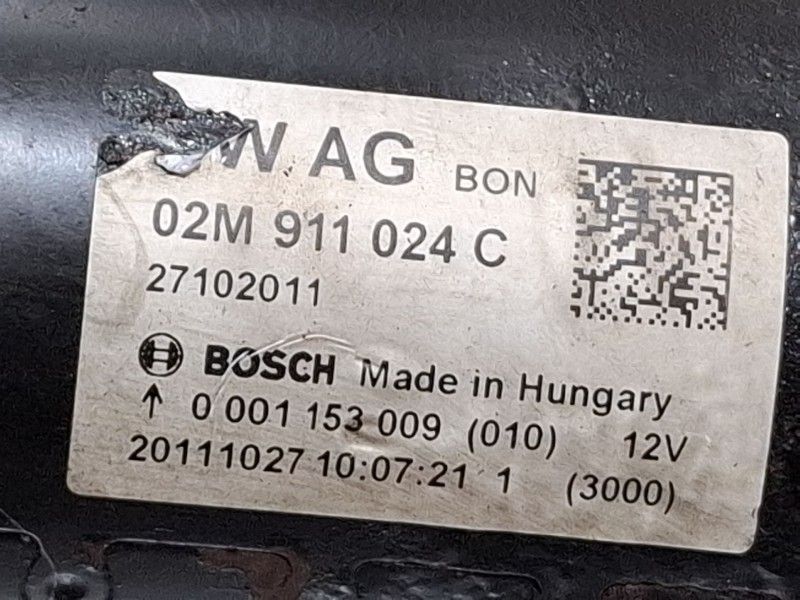 W AG BON
02M 911 024 C
27102011
BOSCH Made in Hungary
↑ 0 001 153 009 (010) 12V
20111027 10:07:21 1 (3000)